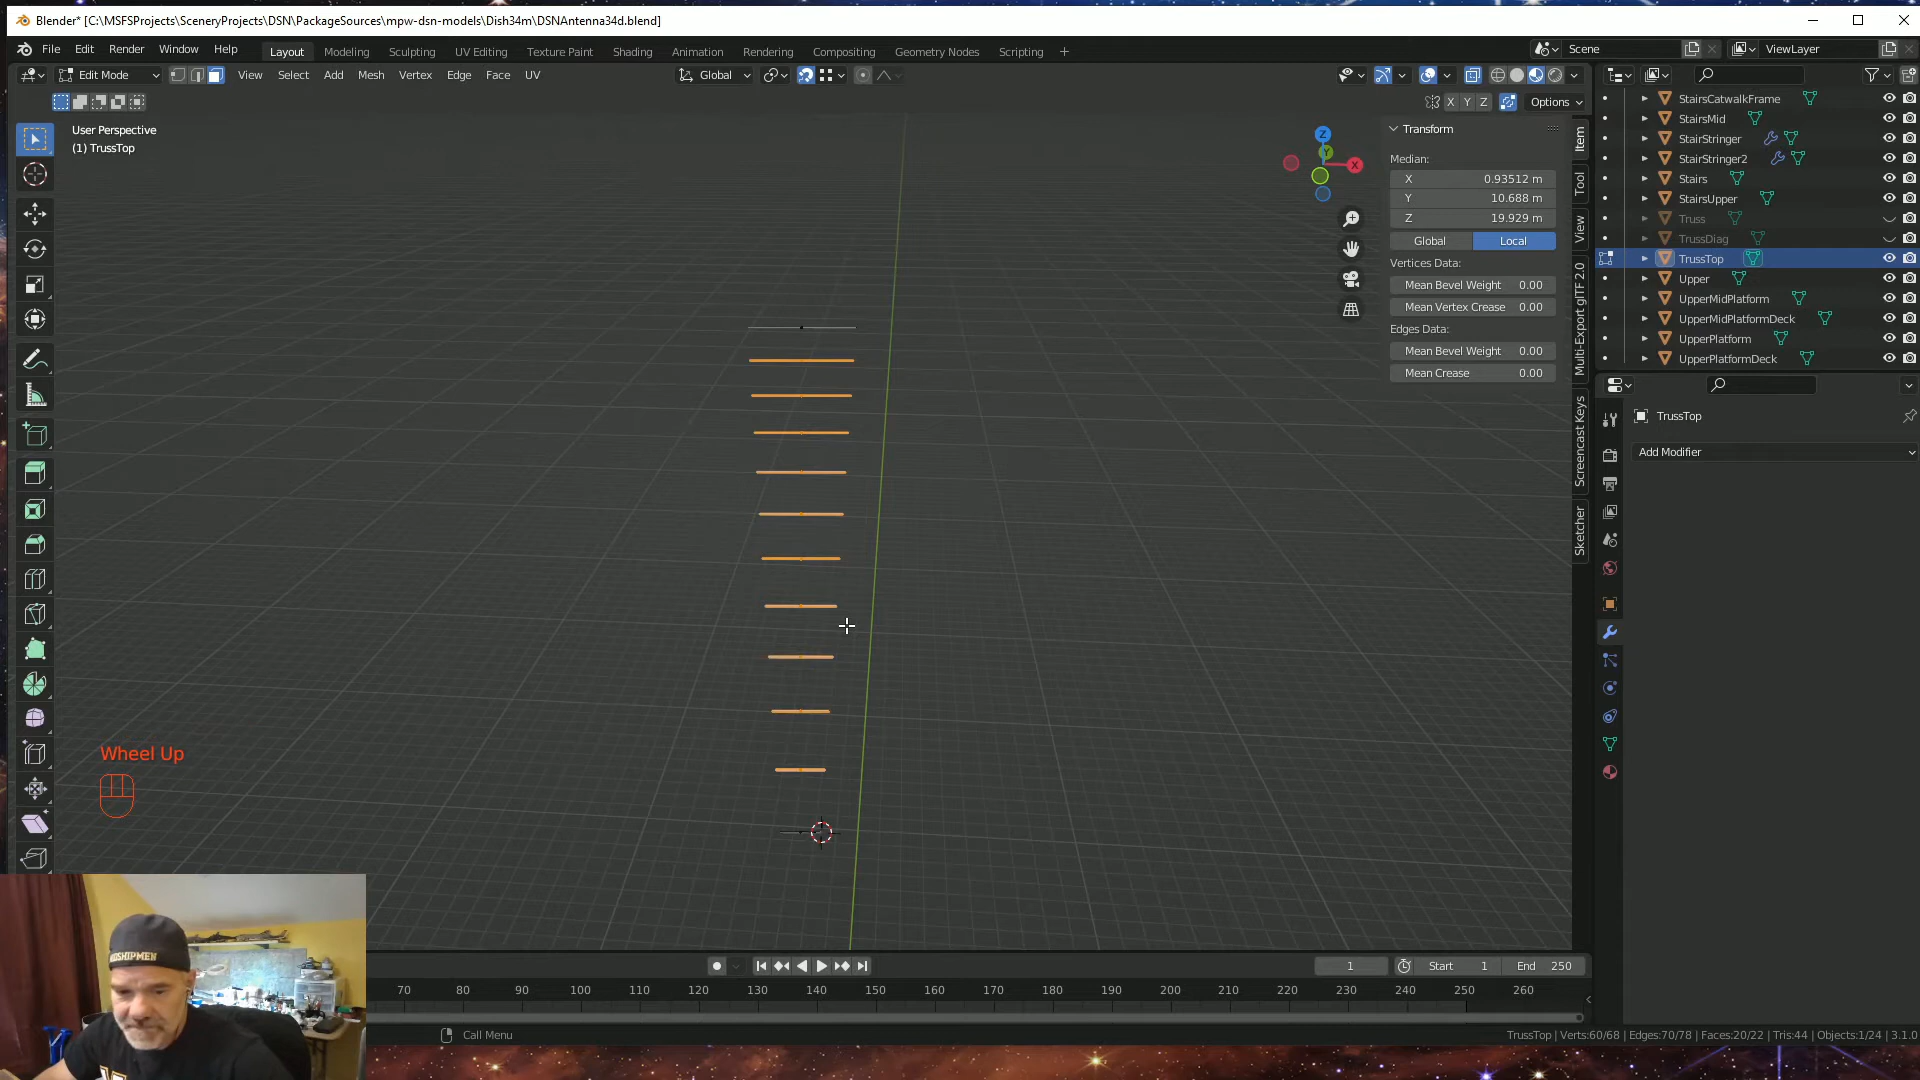 Blender* [C:\MSFSProjects\SceneryProjects\DSN\PackageSources\mpw-dsn-models\Dish34m\DSNAntenna34d.blend]
File Edit Render Window Help
Layout Modeling Sculpting UV Editing Texture Paint Shading Animation Rendering Compositing Geometry Nodes Scripting +
Scene
ViewLayer
Edit Mode View Select Add Mesh Vertex Edge Face UV
Global
X Y Z Options
User Perspective
(1) TrussTop
Z
Y
X
Transform
Median:
X 0.93512 m
Y 10.688 m
Z 19.929 m
Global Local
Vertices Data:
Mean Bevel Weight 0.00
Mean Vertex Crease 0.00
Edges Data:
Mean Bevel Weight 0.00
Mean Crease 0.00
Item
Tool
View
Multi-Export glTF 2.0
Screencast Keys
Sketcher
StairsCatwalkFrame
StairsMid
StairStringer
StairStringer2
Stairs
StairsUpper
Truss
TrussDiag
TrussTop
Upper
UpperMidPlatform
UpperMidPlatformDeck
UpperPlatform
UpperPlatformDeck
TrussTop
Add Modifier
Wheel Up
MIDSHIPMEN
1 Start 1 End 250
70 80 90 100 110 120 130 140 150 160 170 180 190 200 210 220 230 240 250 260
Call Menu
TrussTop | Verts:60/68 | Edges:70/78 | Faces:20/22 | Tris:44 | Objects:1/24 | 3.1.0